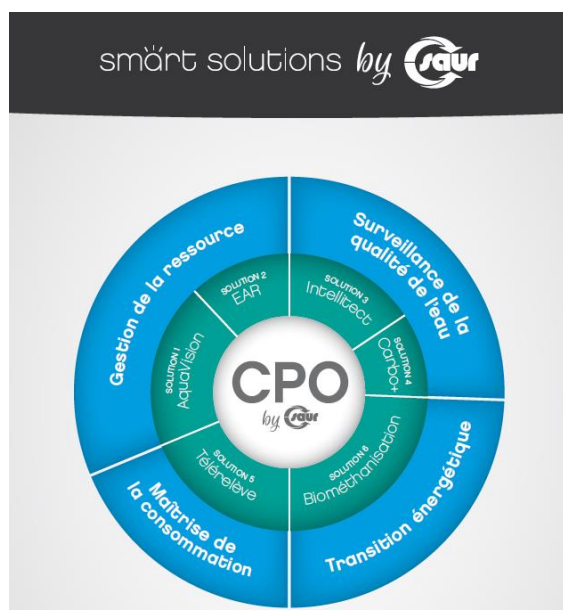 smärt solutions by saur
Gestion de la ressource
Surveillance de la
qualité de l'eau
SOLUTION 2
EAR
SOLUTION 3
Intellitect
SOLUTION 1
AquaVision
SOLUTION 4
Carbo+
CPO
by saur
SOLUTION 5
Télérelève
SOLUTION 6
Biométhanisation
Maîtrise de
la consommation
Transition énergétique